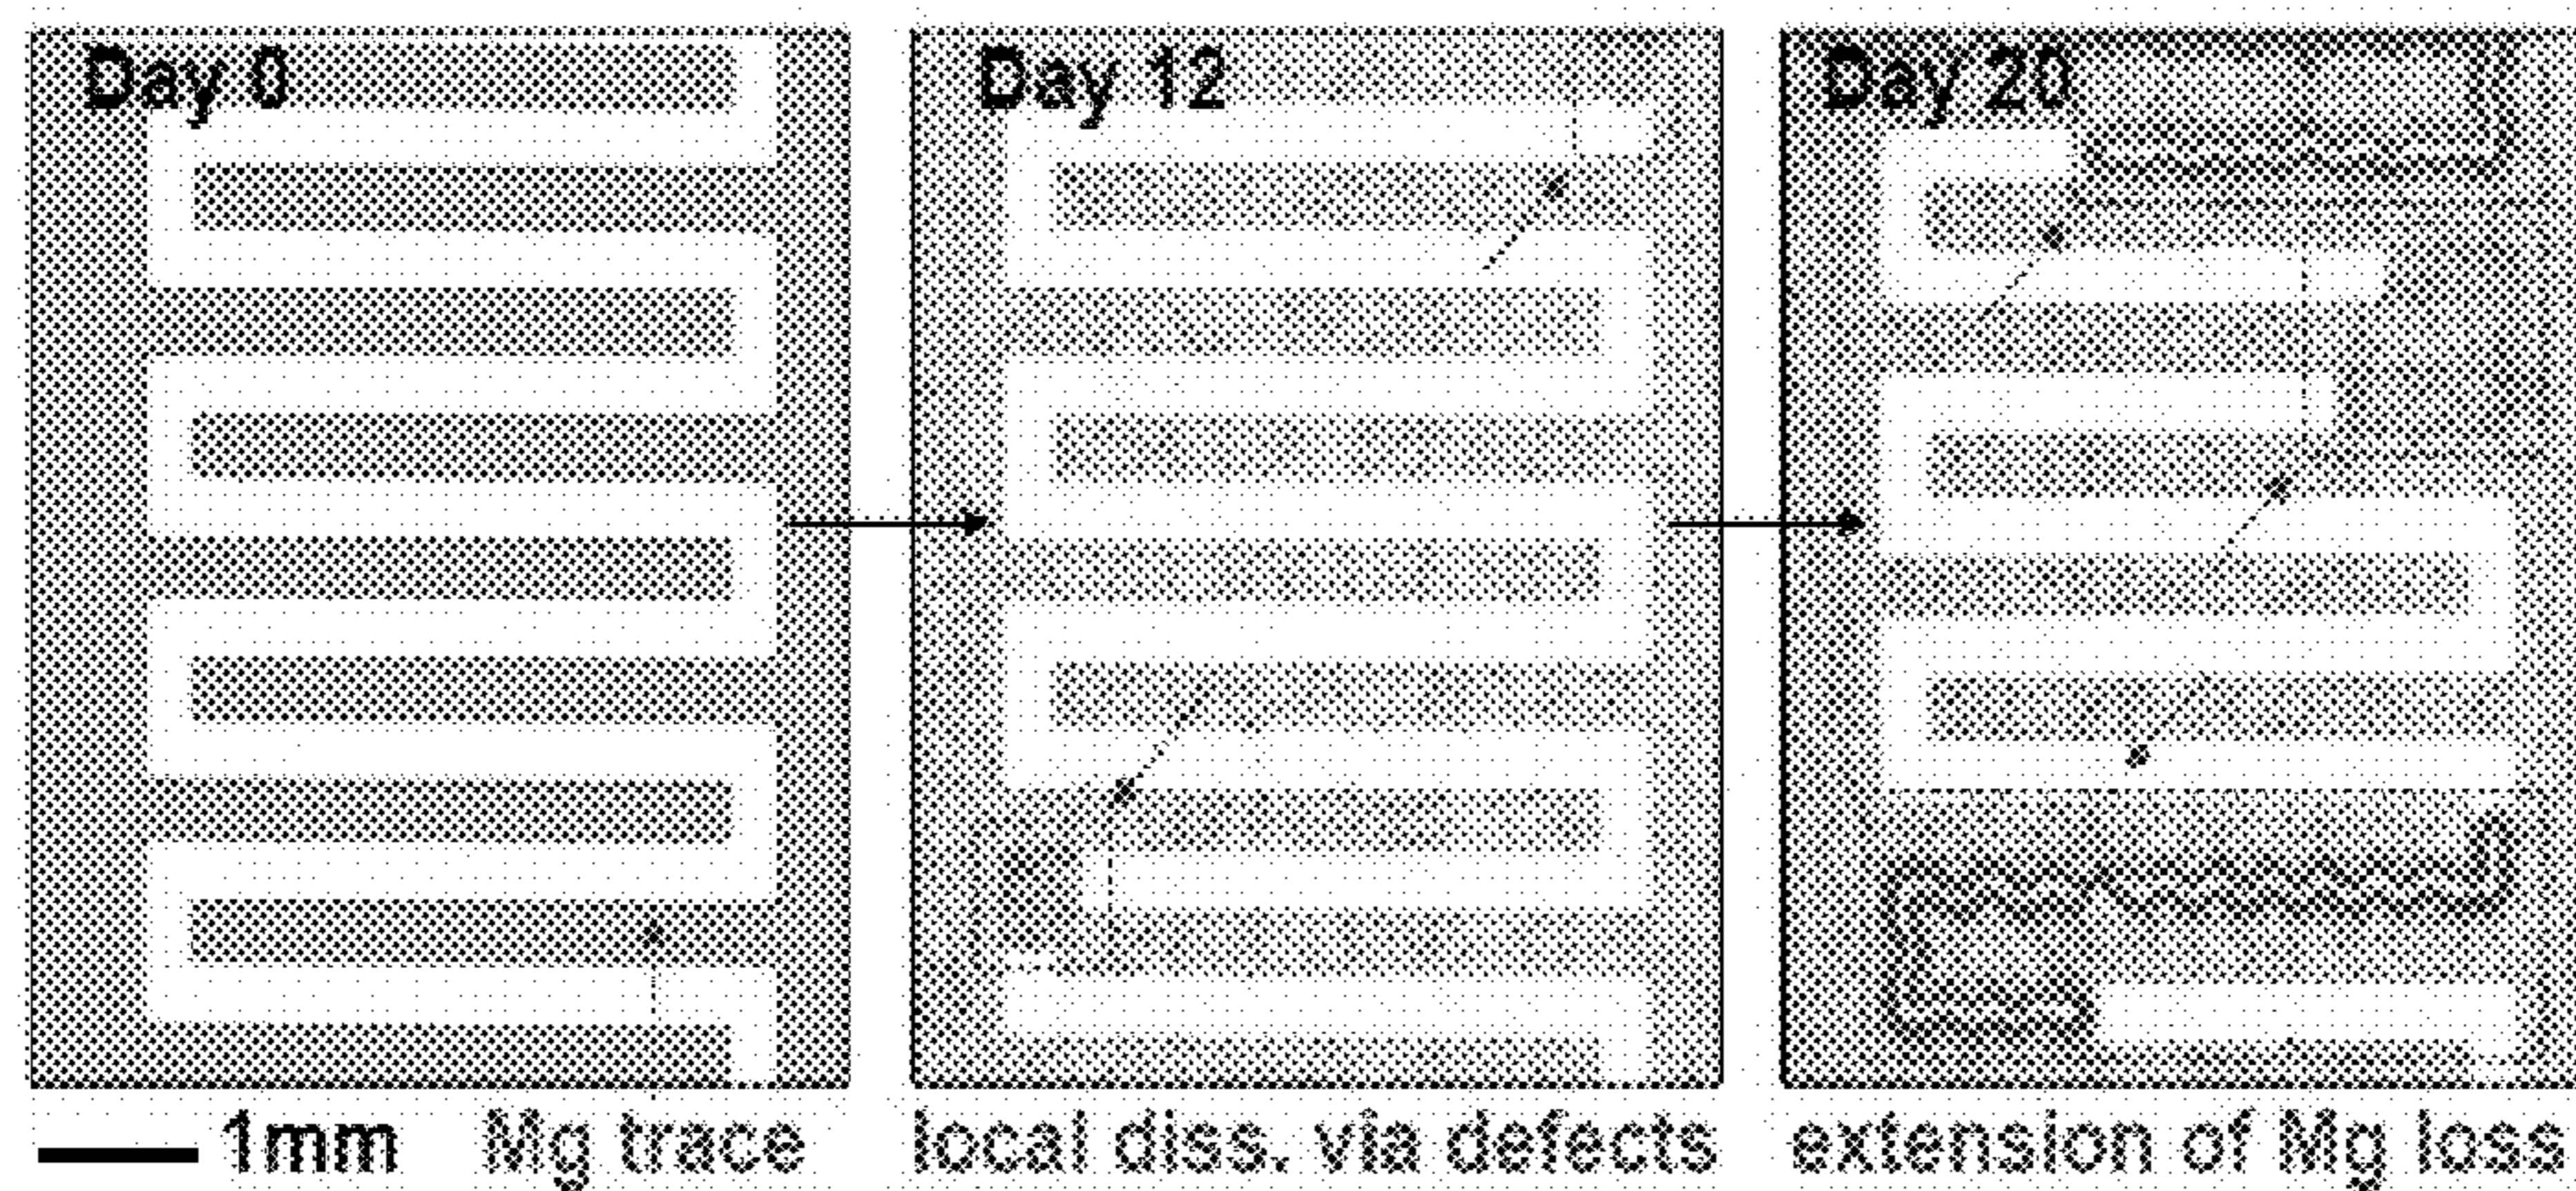 Day 0
Day 12
Day 20
1mm
Mg trace
local diss. via defects
extension of Mg loss